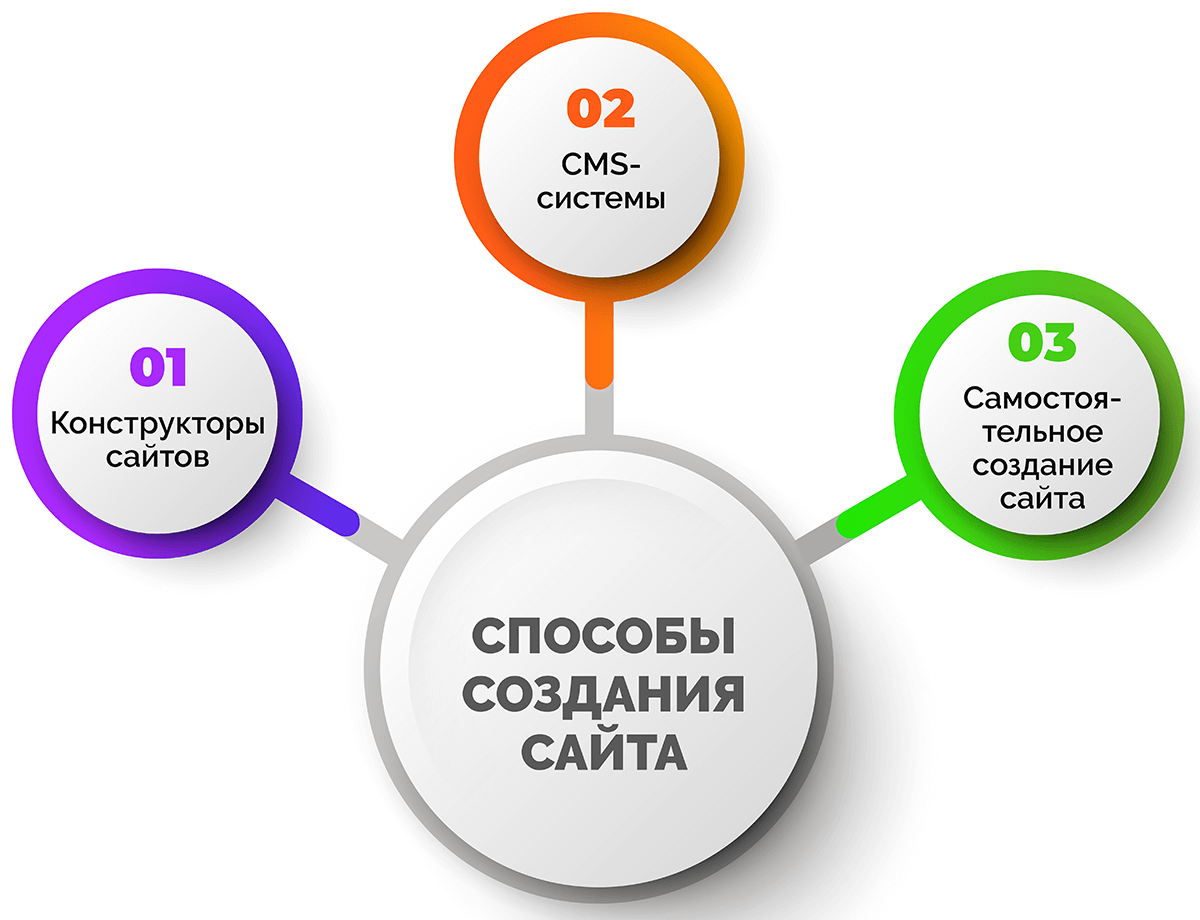 01
Конструкторы
сайтов
02
CMS-
системы
03
Самостоя-
тельное
создание
сайта
СПОСОБЫ
СОЗДАНИЯ
САЙТА